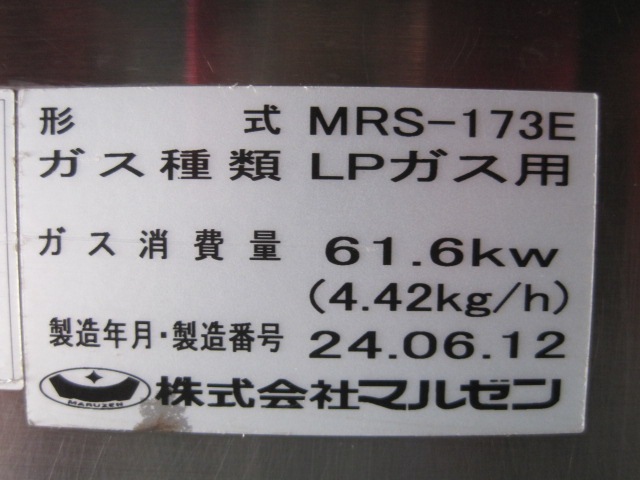 形式 MRS-173E
ガス種類 LPガス用
ガス消費量 61.6kw
(4.42kg/h)
製造年月・製造番号 24.06.12
MARUZEN 株式会社マルゼン